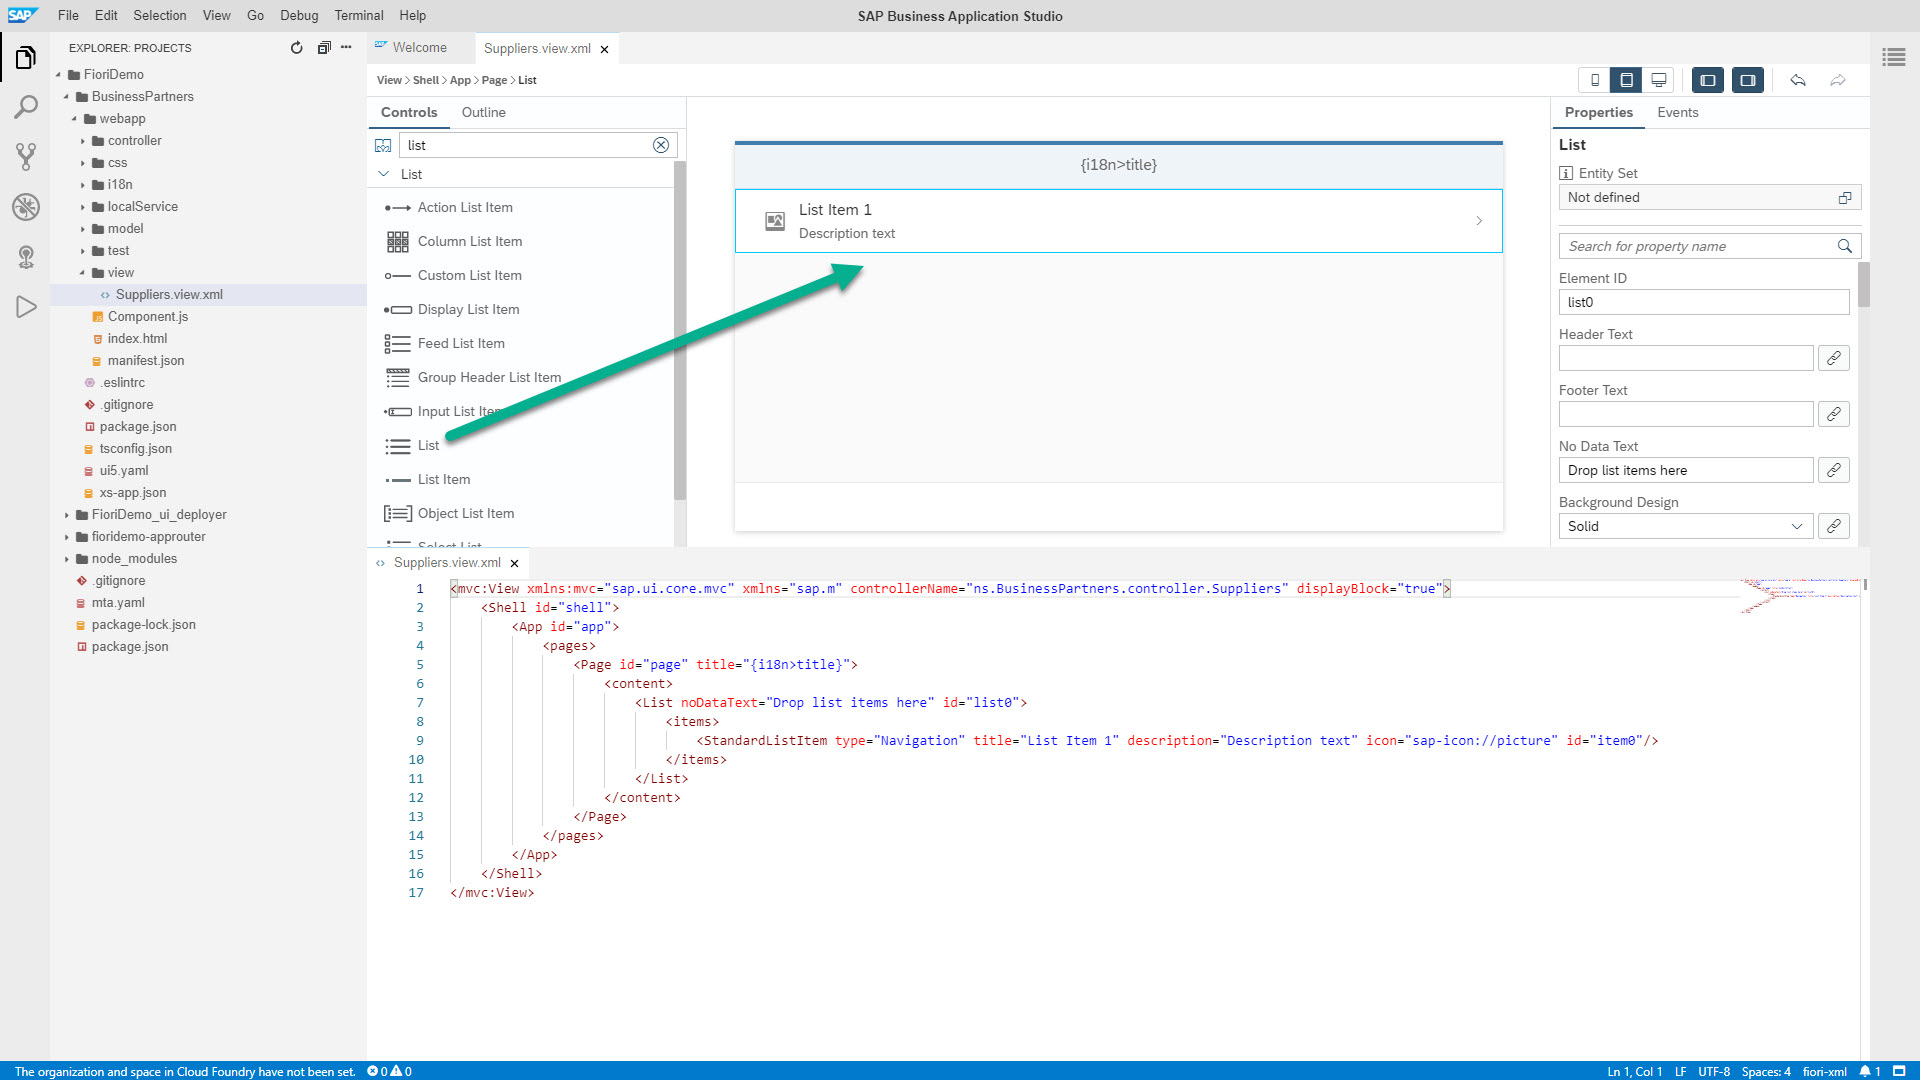 SAP File Edit Selection View Go Debug Terminal Help SAP Business Application Studio
EXPLORER: PROJECTS
FioriDemo
BusinessPartners
webapp
controller
css
i18n
localService
model
test
view
Suppliers.view.xml
Component.js
index.html
manifest.json
.eslintrc
.gitignore
package.json
tsconfig.json
ui5.yaml
xs-app.json
FioriDemo_ui_deployer
fioridemo-approuter
node_modules
.gitignore
mta.yaml
package-lock.json
package.json
Welcome Suppliers.view.xml
View > Shell > App > Page > List
Controls Outline
list
List
Action List Item
Column List Item
Custom List Item
Display List Item
Feed List Item
Group Header List Item
Input List Item
List
List Item
Object List Item
Select List
{i18n>title}
List Item 1
Description text
Properties Events
List
Entity Set
Not defined
Search for property name
Element ID
list0
Header Text
Footer Text
No Data Text
Drop list items here
Background Design
Solid
Suppliers.view.xml
1 <mvc:View xmlns:mvc="sap.ui.core.mvc" xmlns="sap.m" controllerName="ns.BusinessPartners.controller.Suppliers" displayBlock="true">
2 <Shell id="shell">
3 <App id="app">
4 <pages>
5 <Page id="page" title="{i18n>title}">
6 <content>
7 <List noDataText="Drop list items here" id="list0">
8 <items>
9 <StandardListItem type="Navigation" title="List Item 1" description="Description text" icon="sap-icon://picture" id="item0"/>
10 </items>
11 </List>
12 </content>
13 </Page>
14 </pages>
15 </App>
16 </Shell>
17 </mvc:View>
The organization and space in Cloud Foundry have not been set. 0 0 Ln 1, Col 1 LF UTF-8 Spaces: 4 fiori-xml 1